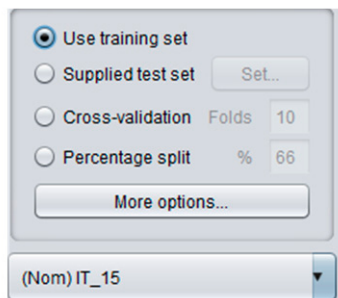 Use training set
Supplied test set Set...
Cross-validation Folds 10
Percentage split % 66
More options...
(Nom) IT_15